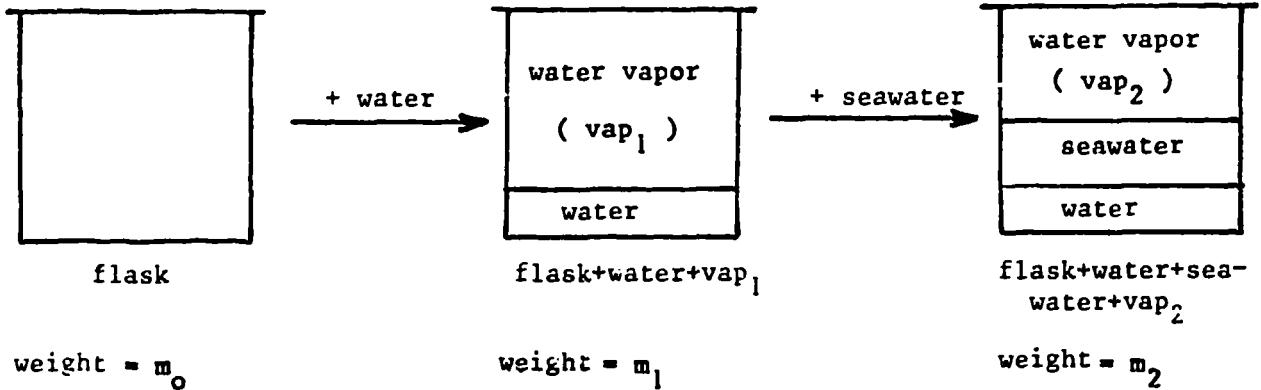 + water
water vapor
( vap₁ )
water
+ seawater
water vapor
( vap₂ )
seawater
water
flask
flask+water+vap₁
flask+water+sea-
water+vap₂
weight = m₀
weight = m₁
weight = m₂